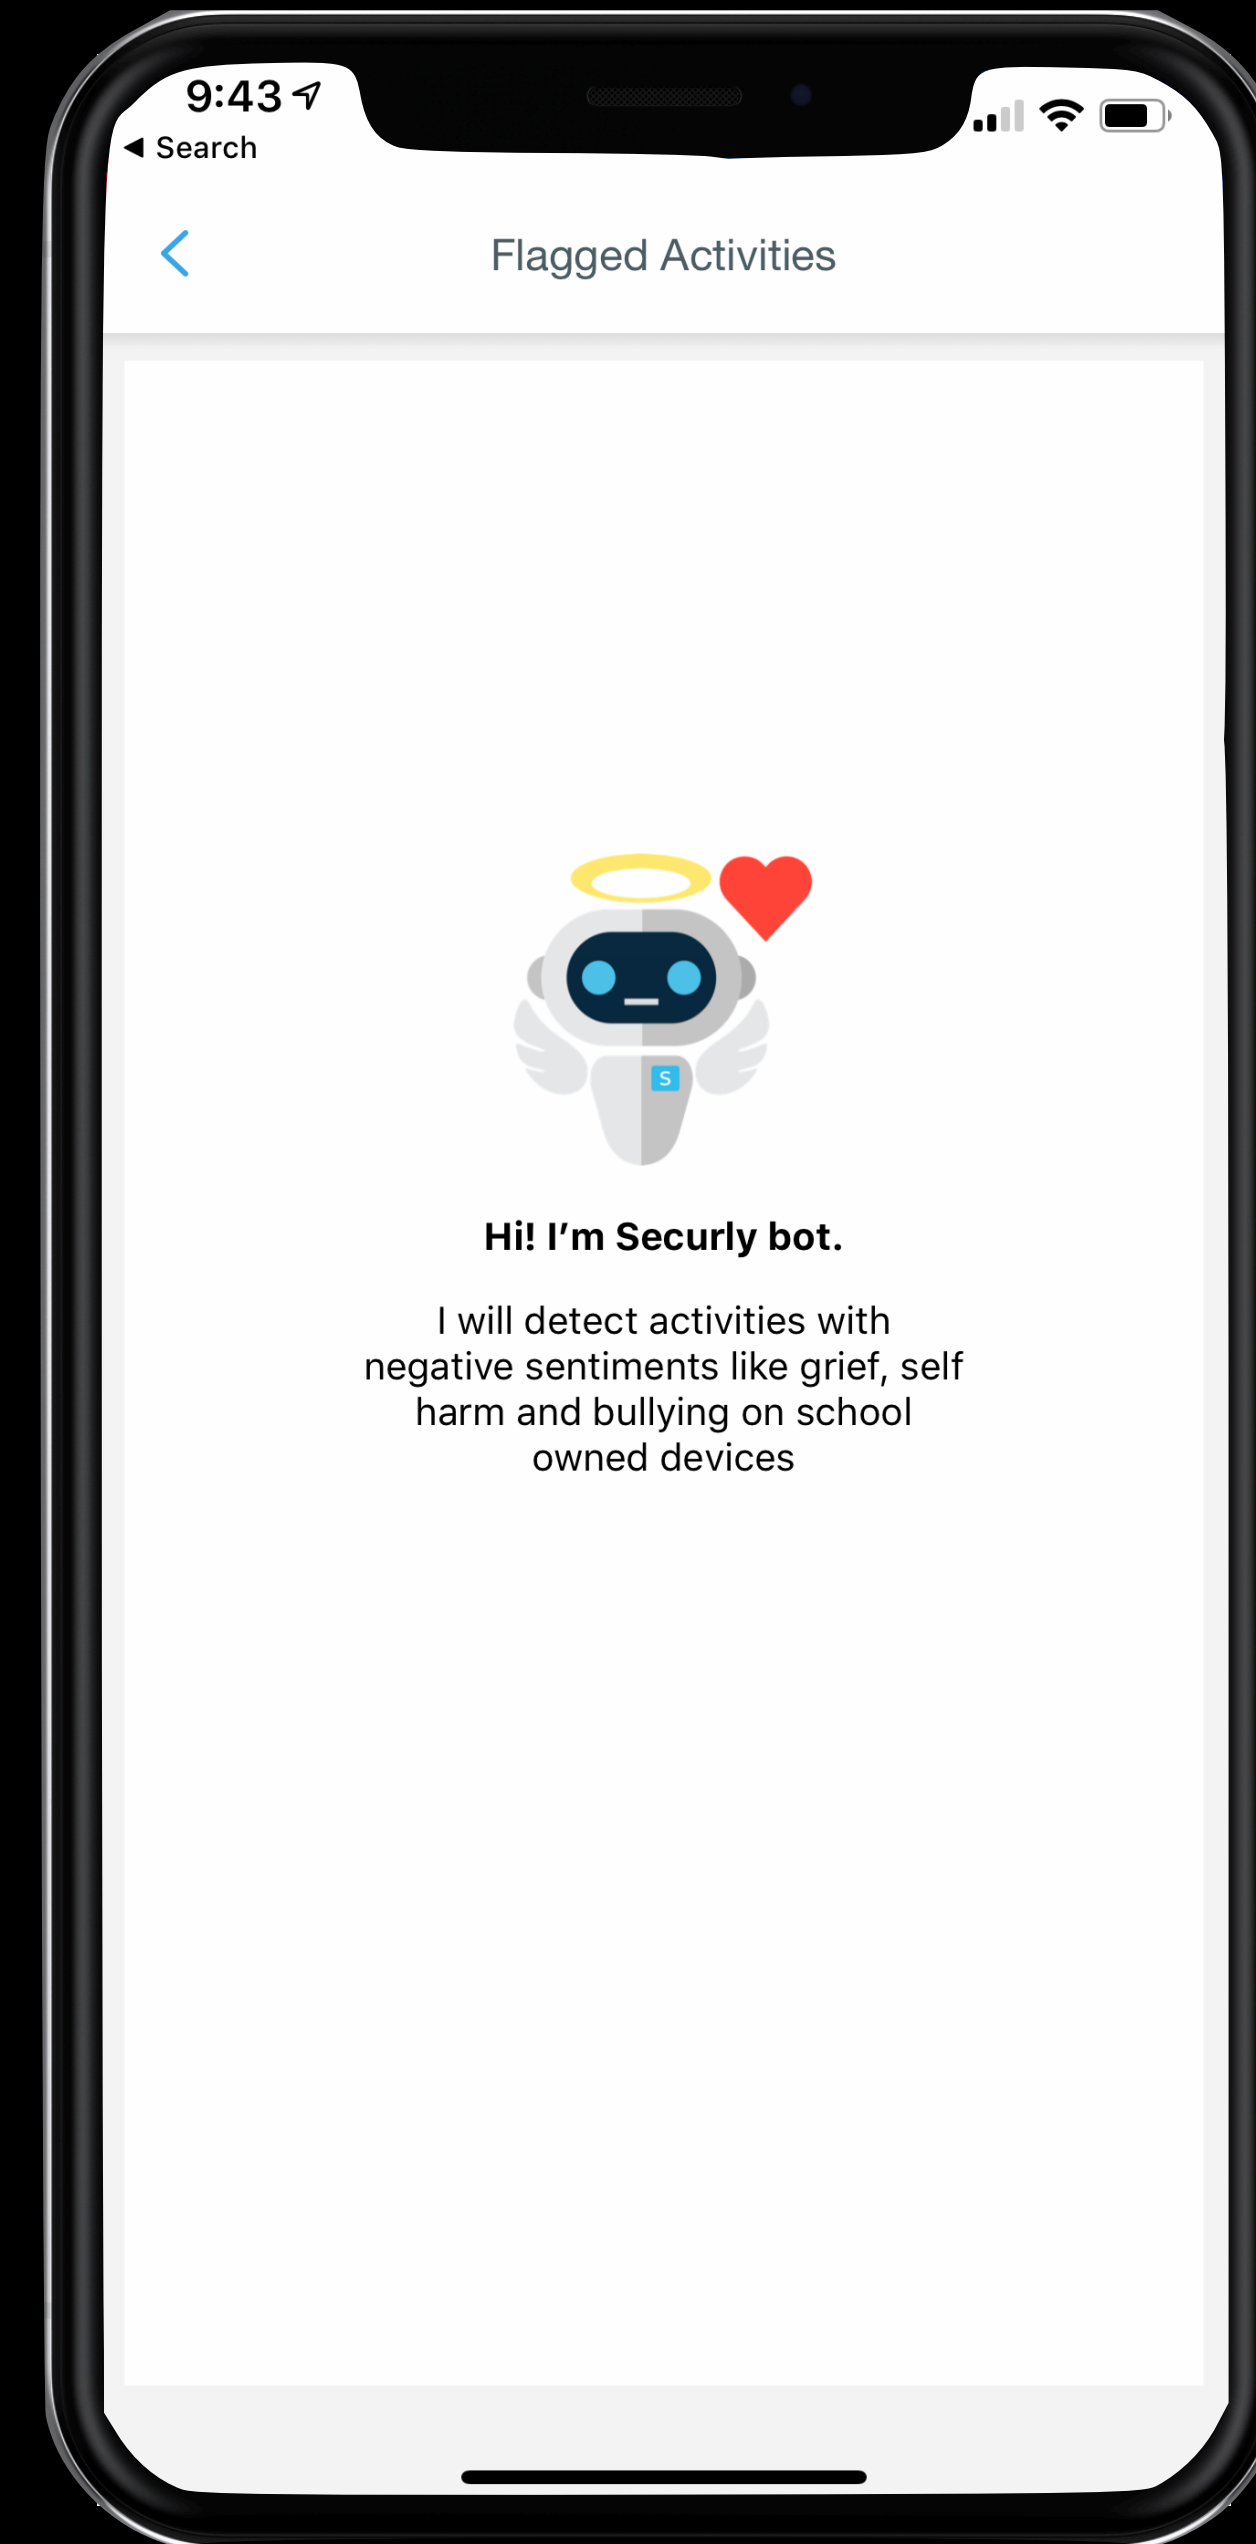 9:43
Search
Flagged Activities
S
Hi! I’m Securly bot.
I will detect activities with
negative sentiments like grief, self
harm and bullying on school
owned devices